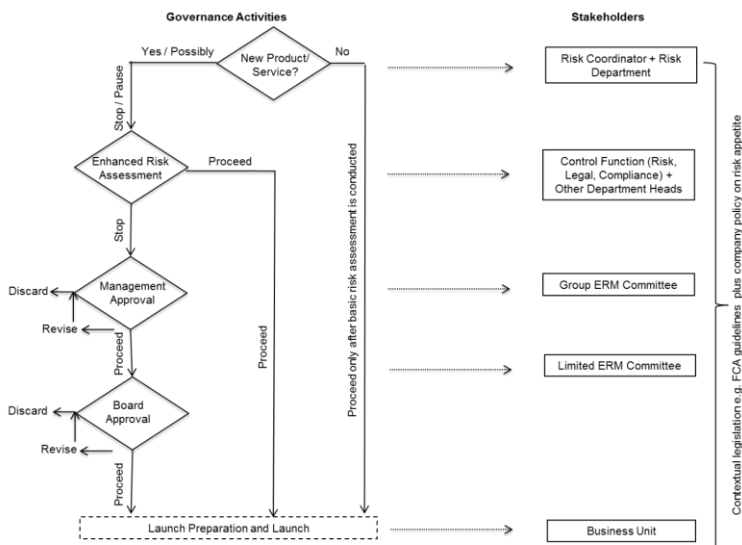 Governance Activities
Stakeholders
Yes / Possibly
New Product/
Service?
No
Risk Coordinator + Risk
Department
Stop / Pause
Enhanced Risk
Assessment
Proceed
Control Function (Risk,
Legal, Compliance) +
Other Department Heads
Stop
Management
Approval
Discard
Revise
Proceed
Group ERM Committee
Proceed
Proceed only after basic risk assessment is conducted
Limited ERM Committee
Board
Approval
Discard
Revise
Proceed
Launch Preparation and Launch
Business Unit
Contextual legislation e.g. FCA guidelines plus company policy on risk appetite